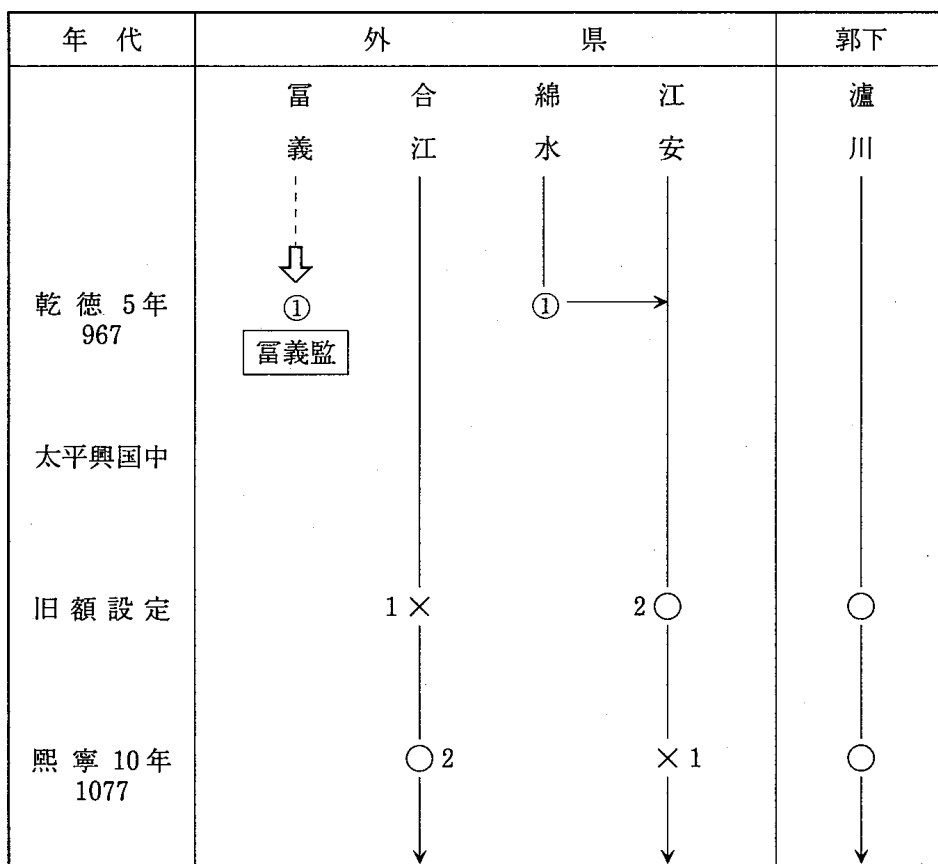 年代 外県 郭下
冨義 合江 綿水 江安 瀘川
乾徳5年 ① ①
967
冨義監
太平興国中
旧額設定 1× 2○ ○
熙寧10年 ○2 ×1 ○
1077